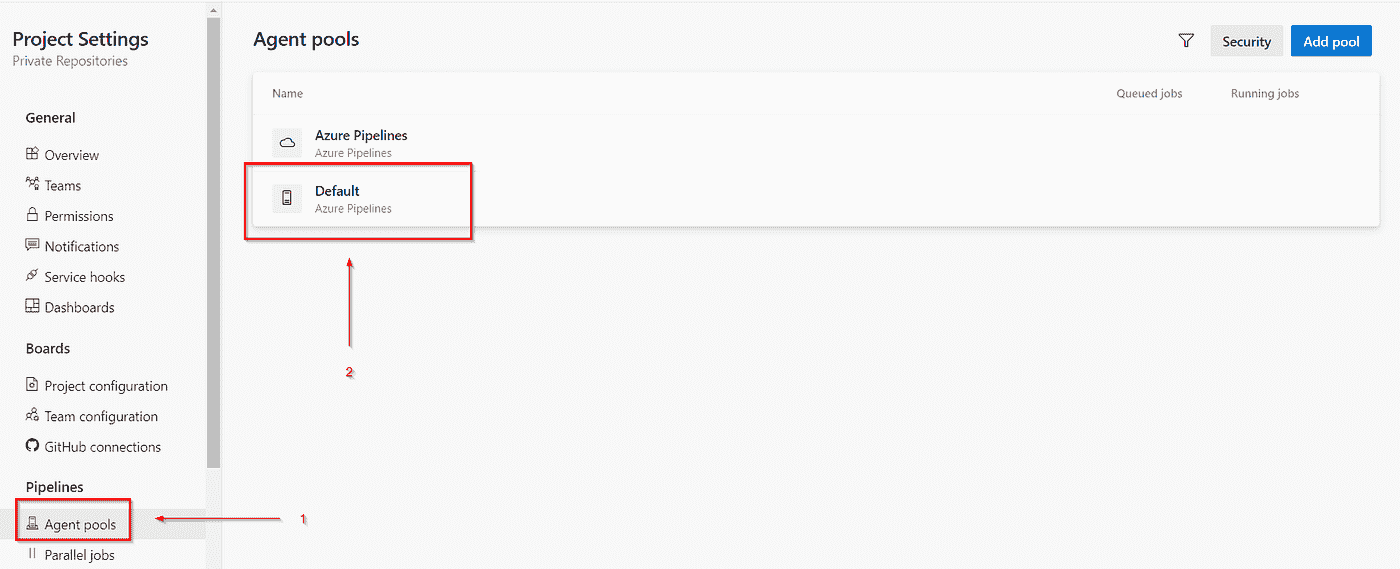 Project Settings
Private Repositories
General
Overview
Teams
Permissions
Notifications
Service hooks
Dashboards
Boards
Project configuration
Team configuration
GitHub connections
Pipelines
Agent pools
Parallel jobs
1
Agent pools
Security
Add pool
Name
Queued jobs
Running jobs
Azure Pipelines
Azure Pipelines
Default
Azure Pipelines
2